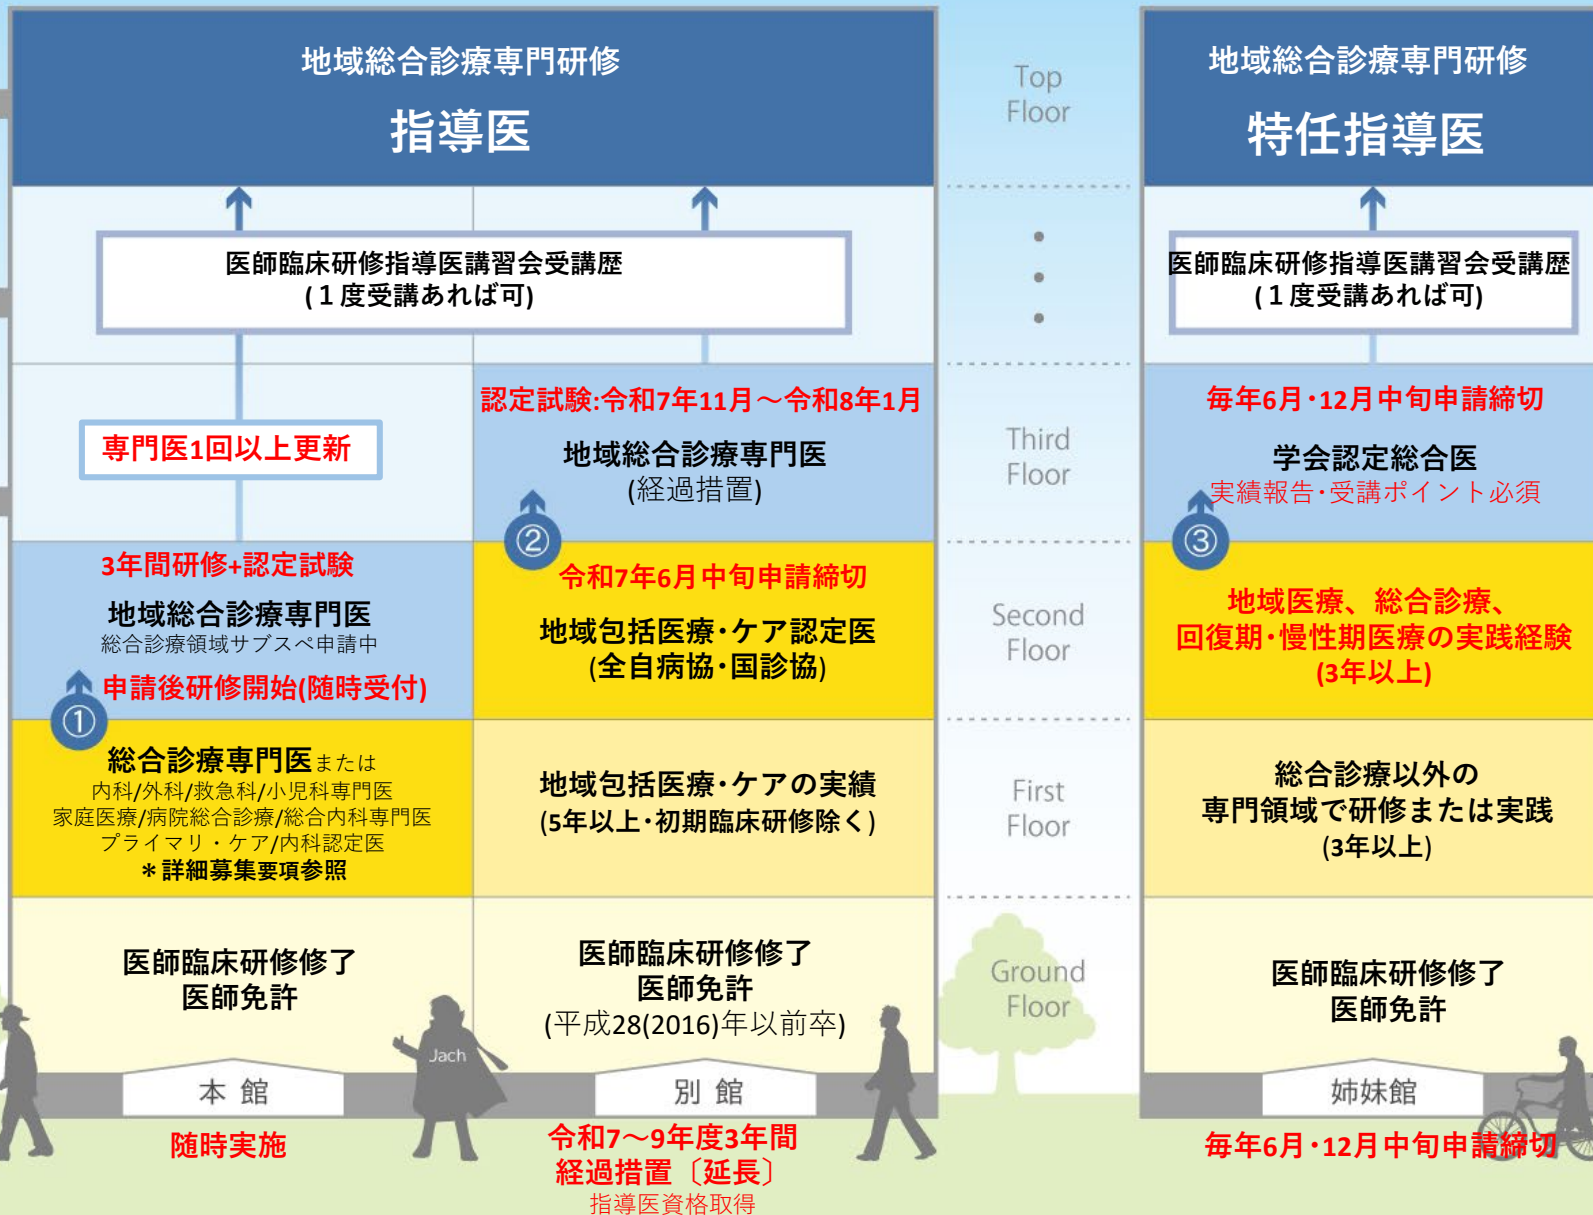 地域総合診療専門研修
指導医
医師臨床研修指導医講習会受講歴
(１度受講あれば可)
専門医1回以上更新
3年間研修+認定試験
地域総合診療専門医
総合診療領域サブスペ申請中
申請後研修開始(随時受付)
①
総合診療専門医または
内科/外科/救急科/小児科専門医
家庭医療/病院総合診療/総合内科専門医
プライマリ・ケア/内科認定医
＊詳細募集要項参照
医師臨床研修修了
医師免許
本館
随時実施
認定試験:令和7年11月～令和8年1月
地域総合診療専門医
(経過措置)
②
令和7年6月中旬申請締切
地域包括医療･ケア認定医
(全自病協･国診協)
地域包括医療･ケアの実績
(5年以上･初期臨床研修除く)
医師臨床研修修了
医師免許
(平成28(2016)年以前卒)
Jach
別館
令和7～9年度3年間
経過措置〔延長〕
指導医資格取得
Top
Floor
Third
Floor
Second
Floor
First
Floor
Ground
Floor
地域総合診療専門研修
特任指導医
医師臨床研修指導医講習会受講歴
(１度受講あれば可)
毎年6月･12月中旬申請締切
学会認定総合医
実績報告･受講ポイント必須
③
地域医療、総合診療、
回復期･慢性期医療の実践経験
(3年以上)
総合診療以外の
専門領域で研修または実践
(3年以上)
医師臨床研修修了
医師免許
姉妹館
毎年6月･12月中旬申請締切